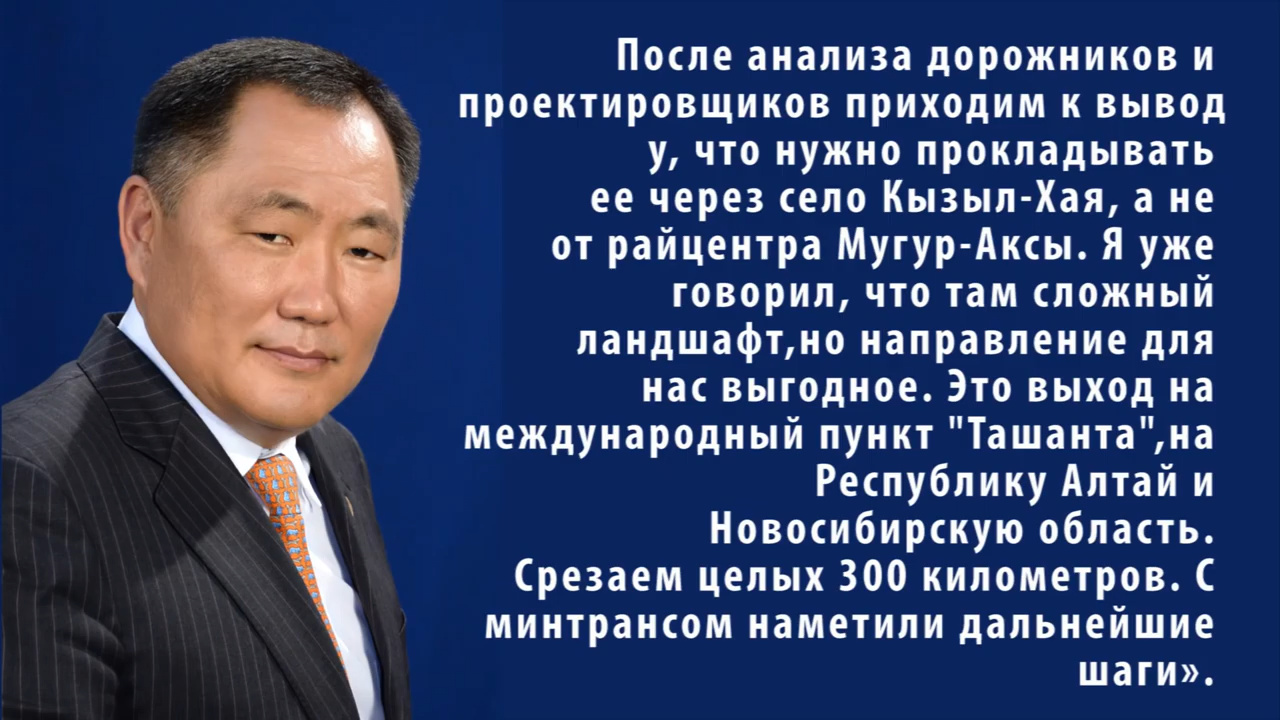 После анализа дорожников и
проектировщиков приходим к вывод
у, что нужно прокладывать
ее через село Кызыл-Хая, а не
от райцентра Мугур-Аксы. Я уже
говорил, что там сложный
ландшафт,но направление для
нас выгодное. Это выход на
международный пункт "Ташанта",на
Республику Алтай и
Новосибирскую область.
Срезаем целых 300 километров. С
минтрансом наметили дальнейшие
шаги».